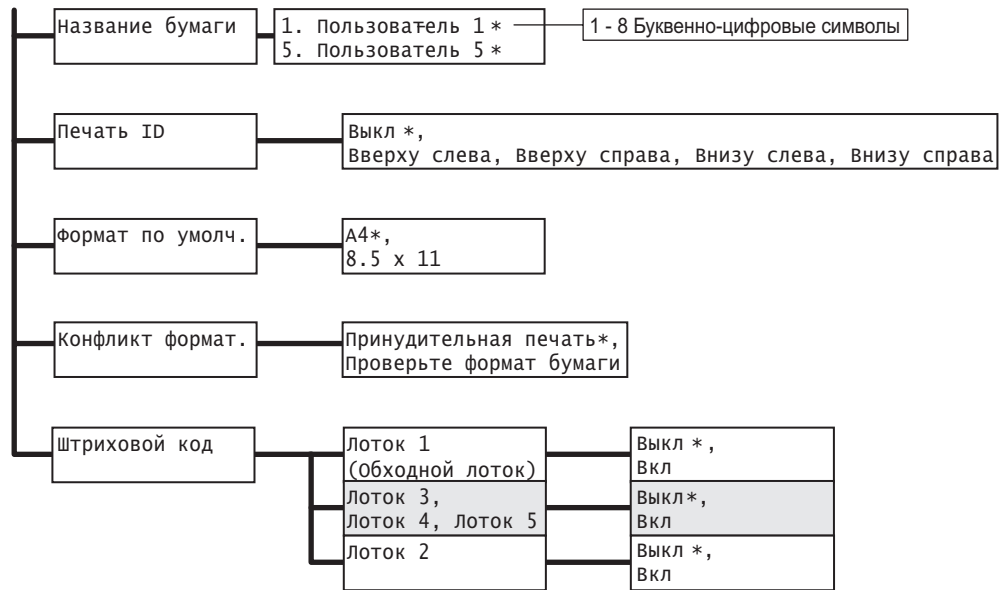 Название бумаги
1. Пользователь 1 *
5. Пользователь 5 *
1 - 8 Буквенно-цифровые символы
Печать ID
Выкл *,
Вверху слева, Вверху справа, Внизу слева, Внизу справа
Формат по умолч.
A4*,
8.5 x 11
Конфликт формат.
Принудительная печать*,
Проверьте формат бумаги
Штриховой код
Лоток 1
(Обходной лоток)
Выкл *,
Вкл
Лоток 3,
Лоток 4, Лоток 5
Выкл*,
Вкл
Лоток 2
Выкл *,
Вкл